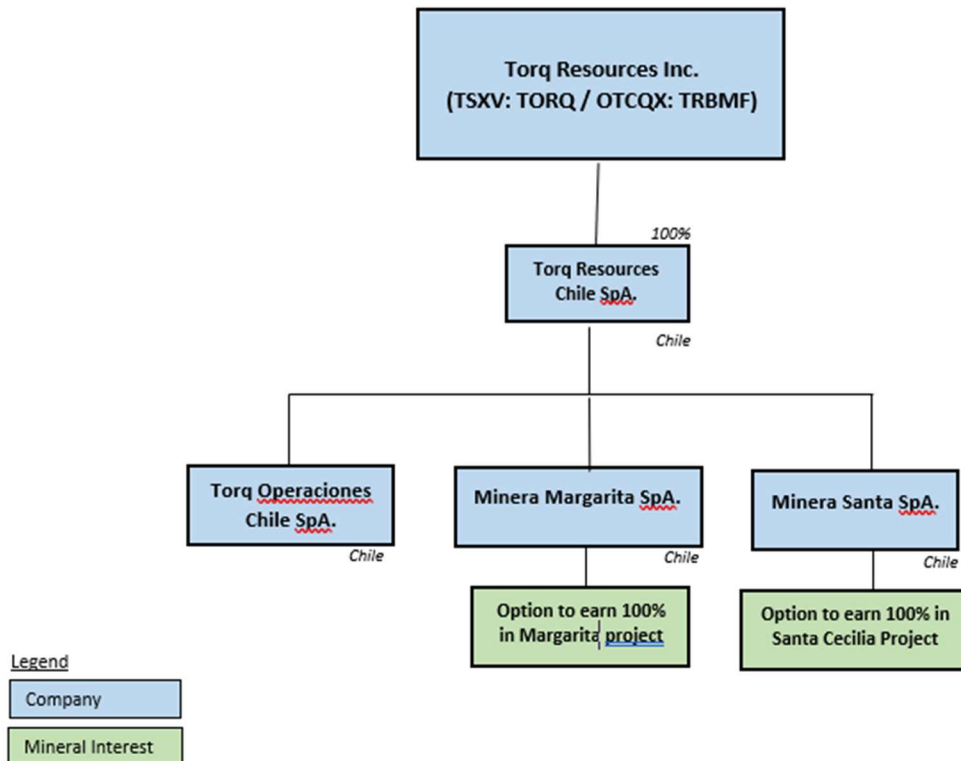 Torq Resources Inc.
(TSXV: TORQ / OTCQX: TRBMF)
100%
Torq Resources
Chile SpA.
Chile
Torq Operaciones
Chile SpA.
Chile
Minera Margarita SpA.
Chile
Minera Santa SpA.
Chile
Option to earn 100%
in Margarita project
Option to earn 100% in
Santa Cecilia Project
Legend
Company
Mineral Interest